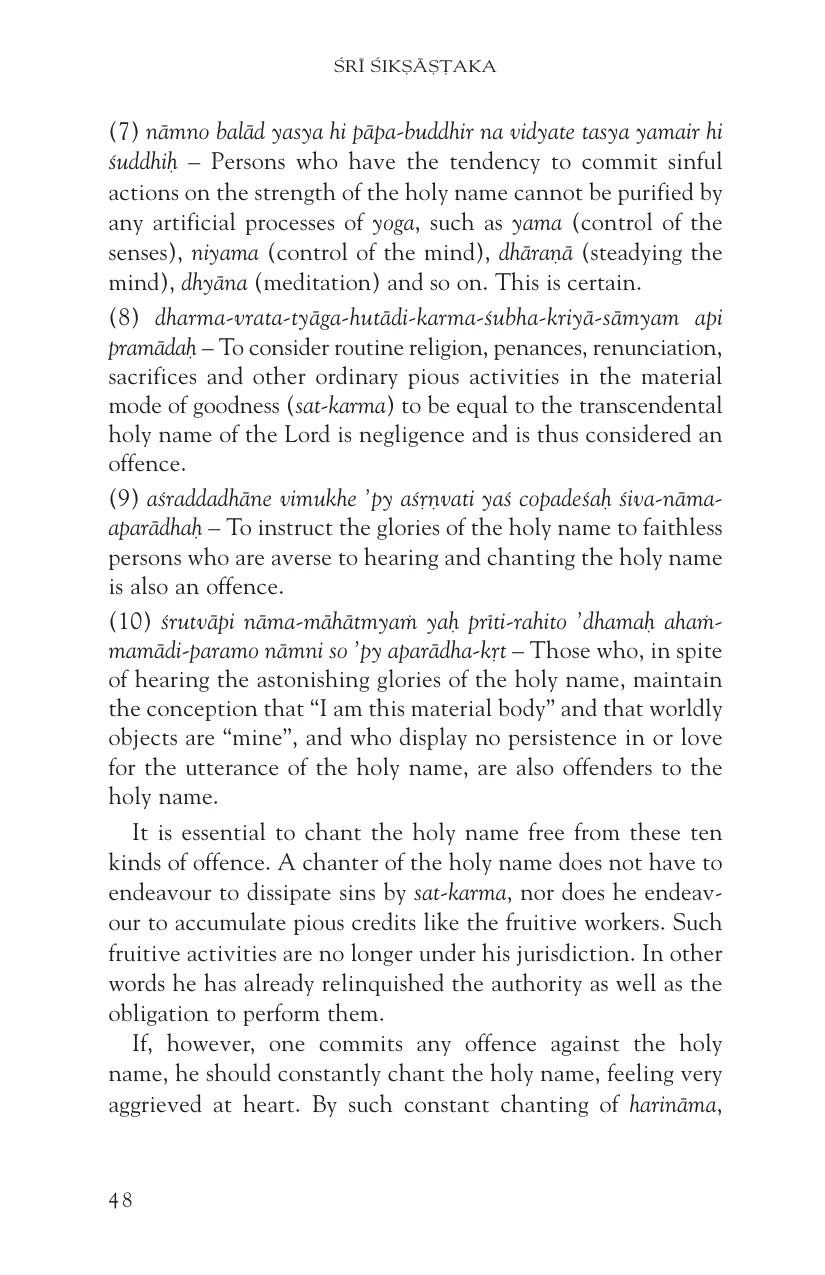 ŚRĪ ŚIKṢĀṢṬAKA
(7) nāmno balād yasya hi pāpa-buddhir na vidyate tasya yamair hi
śuddhiḥ – Persons who have the tendency to commit sinful
actions on the strength of the holy name cannot be purified by
any artificial processes of yoga, such as yama (control of the
senses), niyama (control of the mind), dhāraṇā (steadying the
mind), dhyāna (meditation) and so on. This is certain.
(8) dharma-vrata-tyāga-hutādi-karma-śubha-kriyā-sāmyam api
pramādaḥ – To consider routine religion, penances, renunciation,
sacrifices and other ordinary pious activities in the material
mode of goodness (sat-karma) to be equal to the transcendental
holy name of the Lord is negligence and is thus considered an
offence.
(9) aśraddadhāne vimukhe ’py aśṛṇvati yaś copadeśaḥ śiva-nāma-
aparādhaḥ – To instruct the glories of the holy name to faithless
persons who are averse to hearing and chanting the holy name
is also an offence.
(10) śrutvāpi nāma-māhātmyaṁ yaḥ prīti-rahito ’dhamaḥ ahaṁ-
mamādi-paramo nāmni so ’py aparādha-kṛt – Those who, in spite
of hearing the astonishing glories of the holy name, maintain
the conception that “I am this material body” and that worldly
objects are “mine”, and who display no persistence in or love
for the utterance of the holy name, are also offenders to the
holy name.
It is essential to chant the holy name free from these ten
kinds of offence. A chanter of the holy name does not have to
endeavour to dissipate sins by sat-karma, nor does he endeav-
our to accumulate pious credits like the fruitive workers. Such
fruitive activities are no longer under his jurisdiction. In other
words he has already relinquished the authority as well as the
obligation to perform them.
If, however, one commits any offence against the holy
name, he should constantly chant the holy name, feeling very
aggrieved at heart. By such constant chanting of harināma,
48